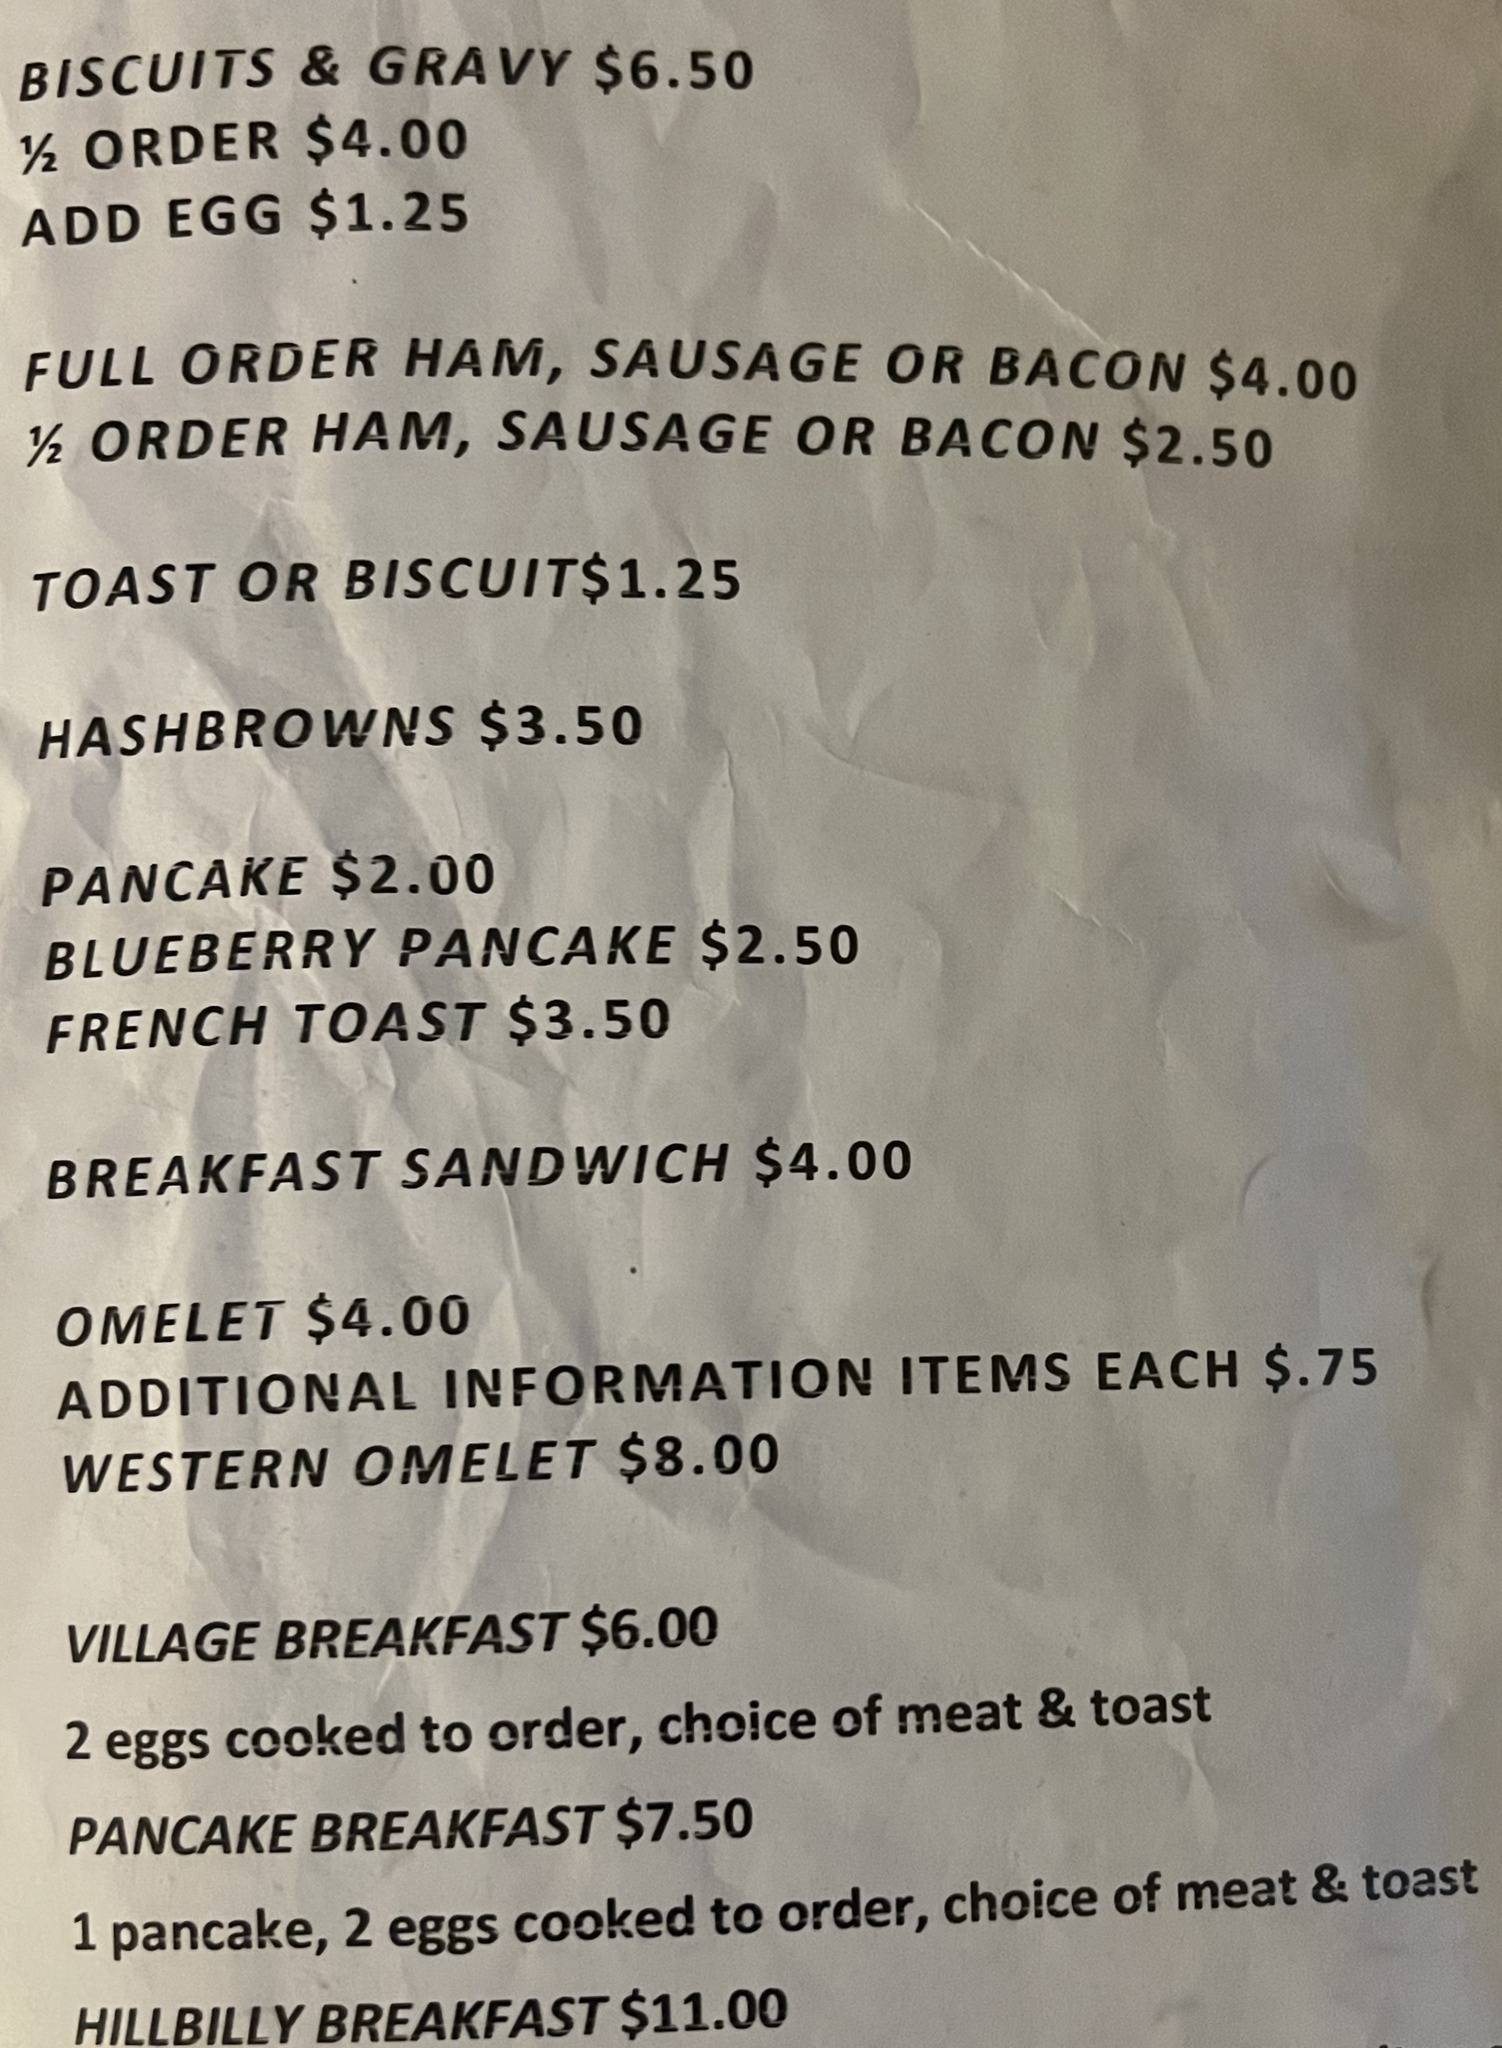 BISCUITS & GRAVY $6.50
½ ORDER $4.00
ADD EGG $1.25
FULL ORDER HAM, SAUSAGE OR BACON $4.00
½ ORDER HAM, SAUSAGE OR BACON $2.50
TOAST OR BISCUIT$1.25
HASHBROWNS $3.50
PANCAKE $2.00
BLUEBERRY PANCAKE $2.50
FRENCH TOAST $3.50
BREAKFAST SANDWICH $4.00
OMELET $4.00
ADDITIONAL INFORMATION ITEMS EACH $.75
WESTERN OMELET $8.00
VILLAGE BREAKFAST $6.00
2 eggs cooked to order, choice of meat & toast
PANCAKE BREAKFAST $7.50
1 pancake, 2 eggs cooked to order, choice of meat & toast
HILLBILLY BREAKFAST $11.00